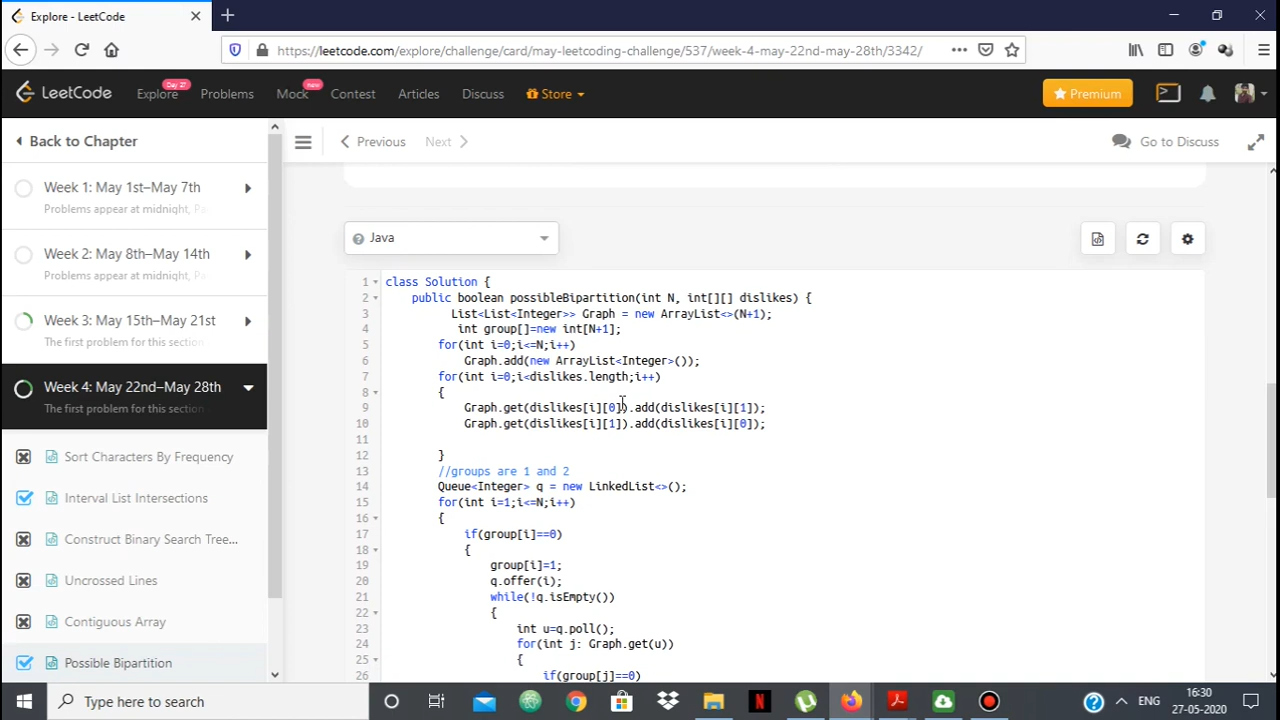 Explore - LeetCode
https://leetcode.com/explore/challenge/card/may-leetcoding-challenge/537/week-4-may-22nd-may-28th/3342/
LeetCode
Explore
Day 27
Problems
Mock
new
Contest
Articles
Discuss
Store
Premium
Back to Chapter
Previous
Next
Go to Discuss
Week 1: May 1st–May 7th
Problems appear at midnight, Pa
Week 2: May 8th–May 14th
Problems appear at midnight, Pa
Week 3: May 15th–May 21st
The first problem for this section
Week 4: May 22nd–May 28th
The first problem for this section
Sort Characters By Frequency
Interval List Intersections
Construct Binary Search Tree...
Uncrossed Lines
Contiguous Array
Possible Bipartition
Java
1 class Solution {
2 public boolean possibleBipartition(int N, int[][] dislikes) {
3 List<List<Integer>> Graph = new ArrayList<>(N+1);
4 int group[]=new int[N+1];
5 for(int i=0;i<=N;i++)
6 Graph.add(new ArrayList<Integer>());
7 for(int i=0;i<dislikes.length;i++)
8 {
9 Graph.get(dislikes[i][0]).add(dislikes[i][1]);
10 Graph.get(dislikes[i][1]).add(dislikes[i][0]);
11
12 }
13 //groups are 1 and 2
14 Queue<Integer> q = new LinkedList<>();
15 for(int i=1;i<=N;i++)
16 {
17 if(group[i]==0)
18 {
19 group[i]=1;
20 q.offer(i);
21 while(!q.isEmpty())
22 {
23 int u=q.poll();
24 for(int j: Graph.get(u))
25 {
26 if(group[j]==0)
Type here to search
ENG
16:30
27-05-2020